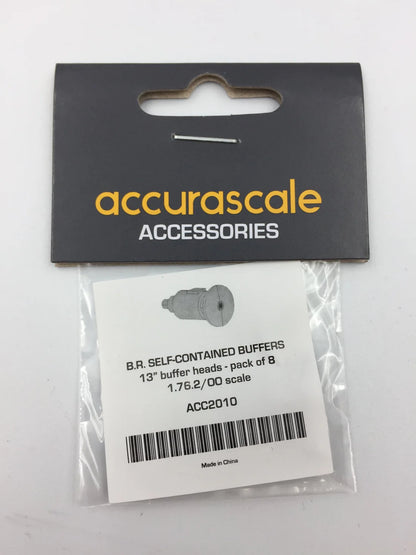 accurascale
ACCESSORIES
B.R. SELF-CONTAINED BUFFERS
13" buffer heads - pack of 8
1.76.2/00 scale
ACC2010
Made in China